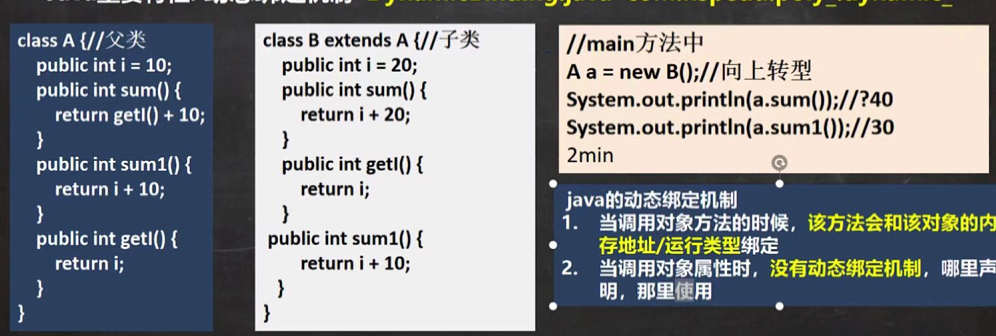 class A {//父类
public int i = 10;
public int sum() {
return getI() + 10;
}
public int sum1() {
return i + 10;
}
public int getI() {
return i;
}
}
class B extends A {//子类
public int i = 20;
public int sum() {
return i + 20;
}
public int getI() {
return i;
}
public int sum1() {
return i + 10;
}
}
//main方法中
A a = new B();//向上转型
System.out.println(a.sum());//?40
System.out.println(a.sum1());//30
2min
java的动态绑定机制
1. 当调用对象方法的时候，该方法会和该对象的内
存地址/运行类型绑定
2. 当调用对象属性时，没有动态绑定机制，哪里声
明，那里使用